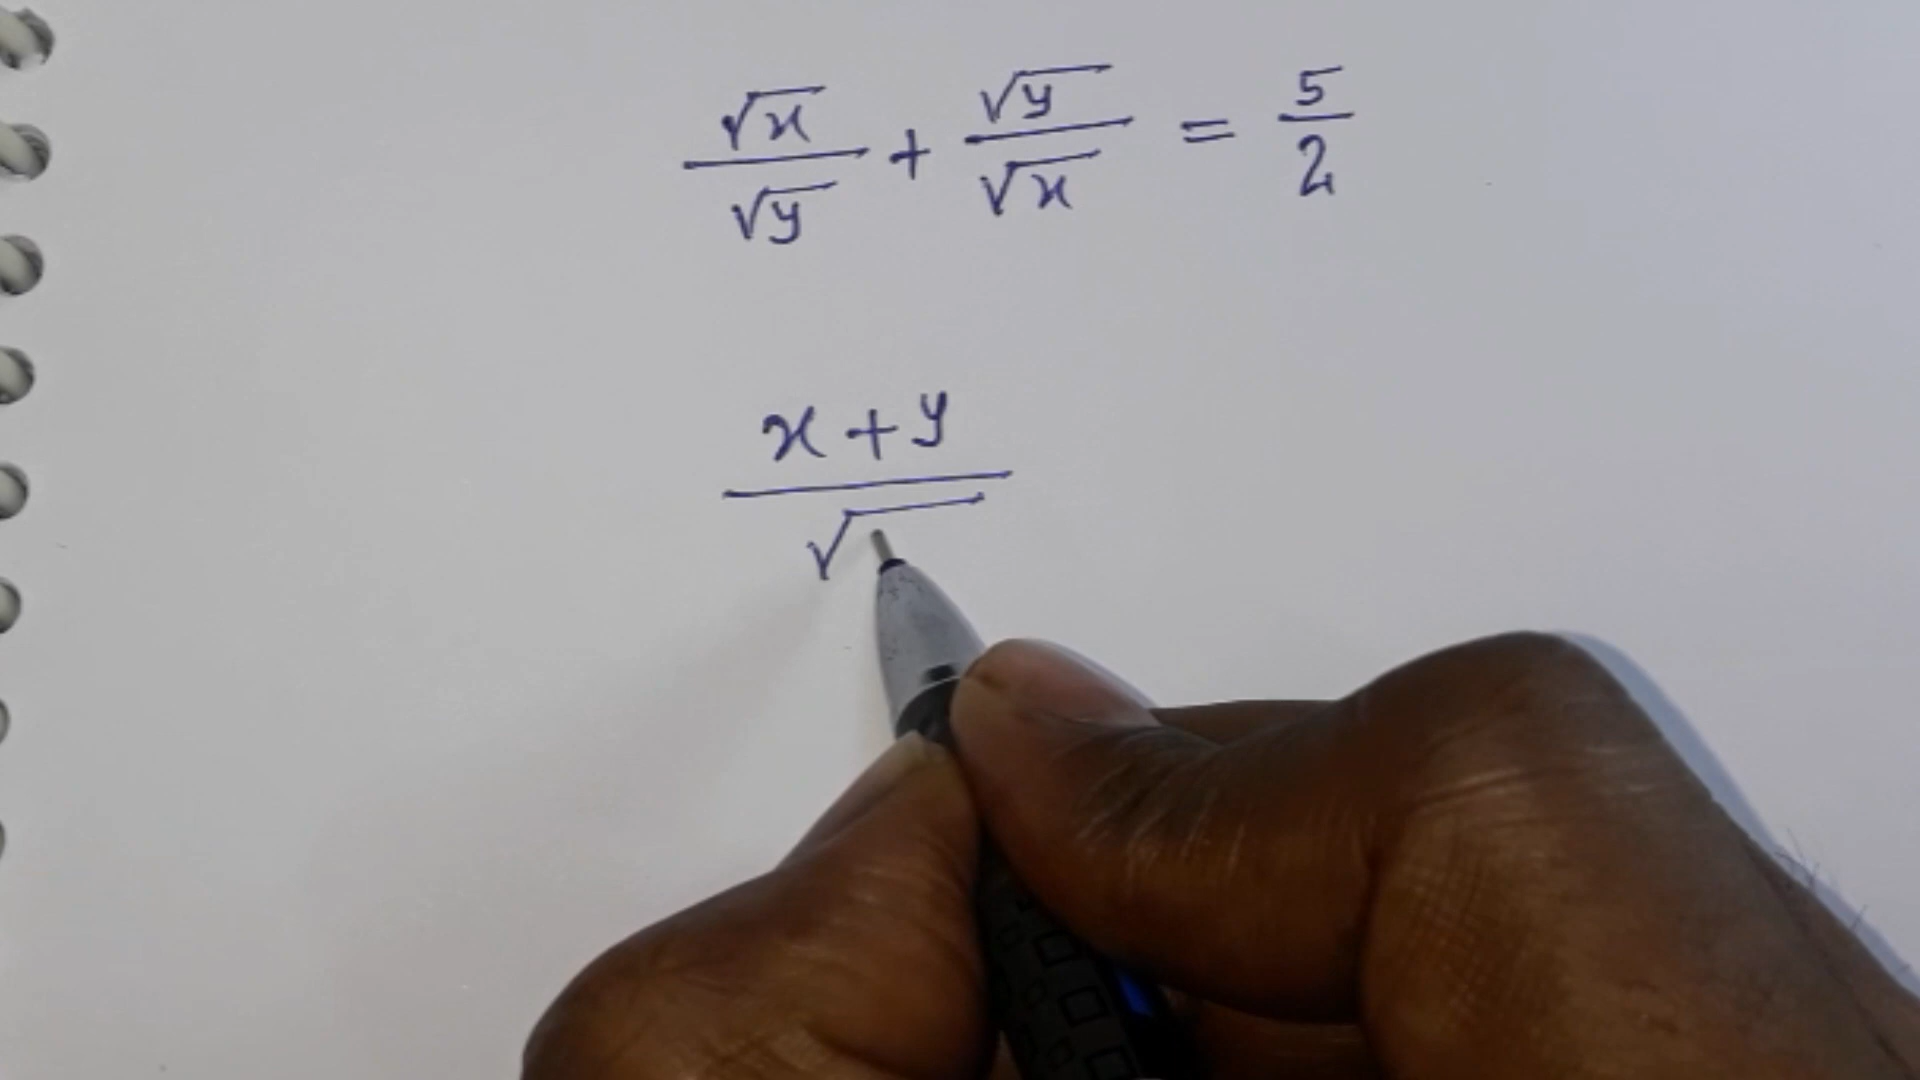 √x/√y + √y/√x = 5/2
x + y/√